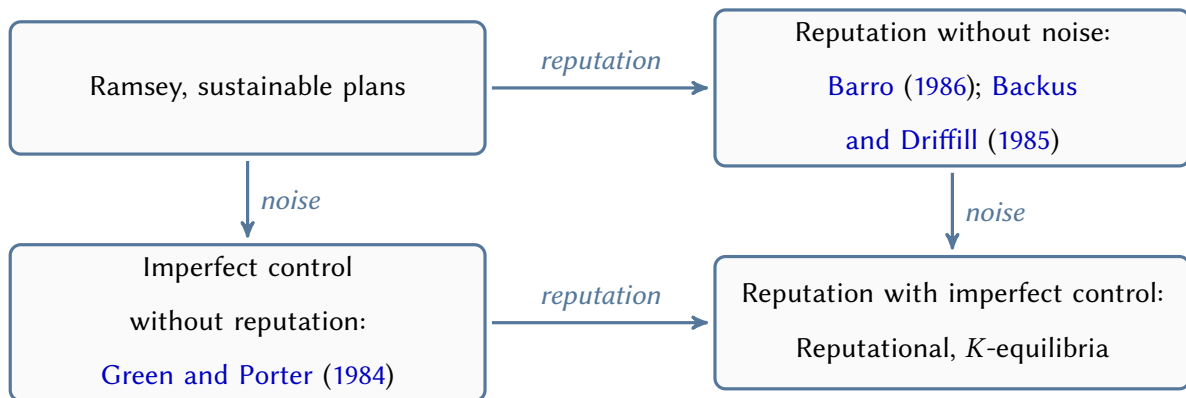 Ramsey, sustainable plans
reputation
Reputation without noise:
Barro (1986); Backus
and Driffill (1985)
noise
noise
Imperfect control
without reputation:
Green and Porter (1984)
reputation
Reputation with imperfect control:
Reputational, K-equilibria